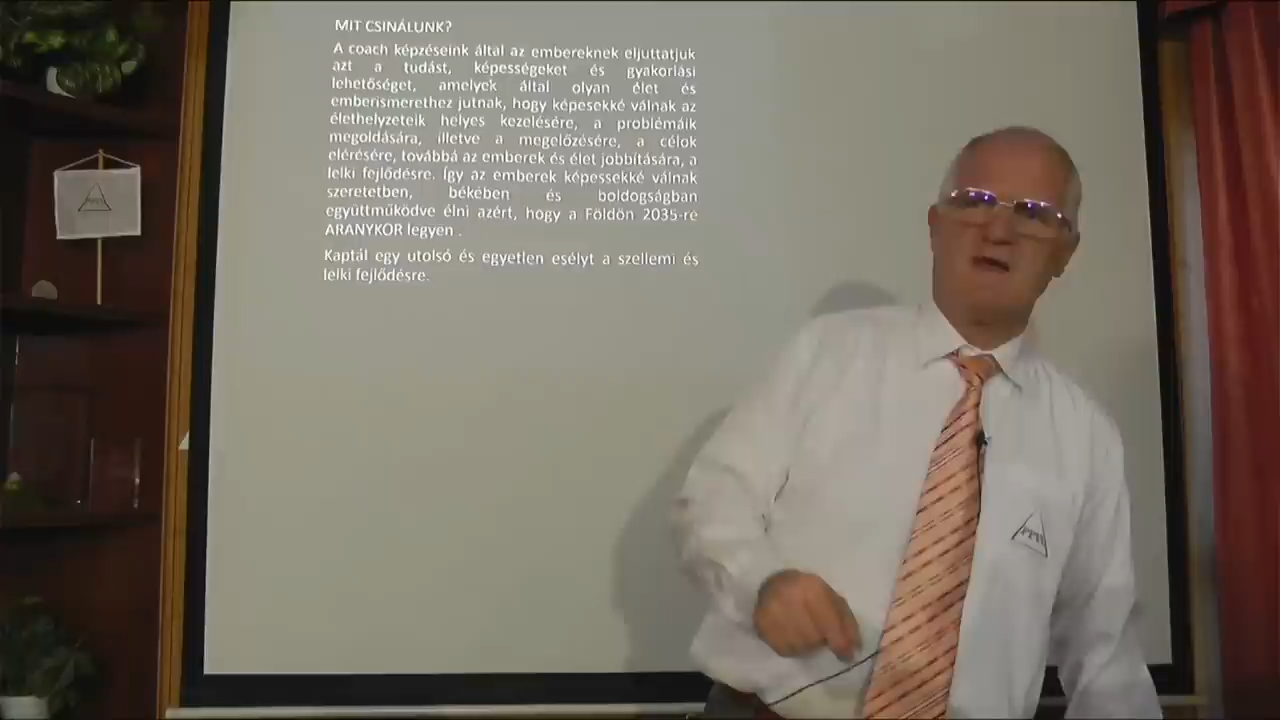 MIT CSINÁLUNK?
A coach képzéseink által az embereknek eljuttatjuk
azt a tudást, képességeket és gyakorlási
lehetőséget, amelyek által olyan élet és
emberismerethez jutnak, hogy képesekké válnak az
élethelyzeteik helyes kezelésére, a problémáik
megoldására, illetve a megelőzésére, a célok
elérésére, továbbá az emberek és élet jobbítására, a
lelki fejlődésre. Így az emberek képessekké válnak
szeretetben, békében és boldogságban
együttműködve élni azért, hogy a Földön 2035-re
ARANYKOR legyen .
Kaptál egy utolsó és egyetlen esélyt a szellemi és
lelki fejlődésre.